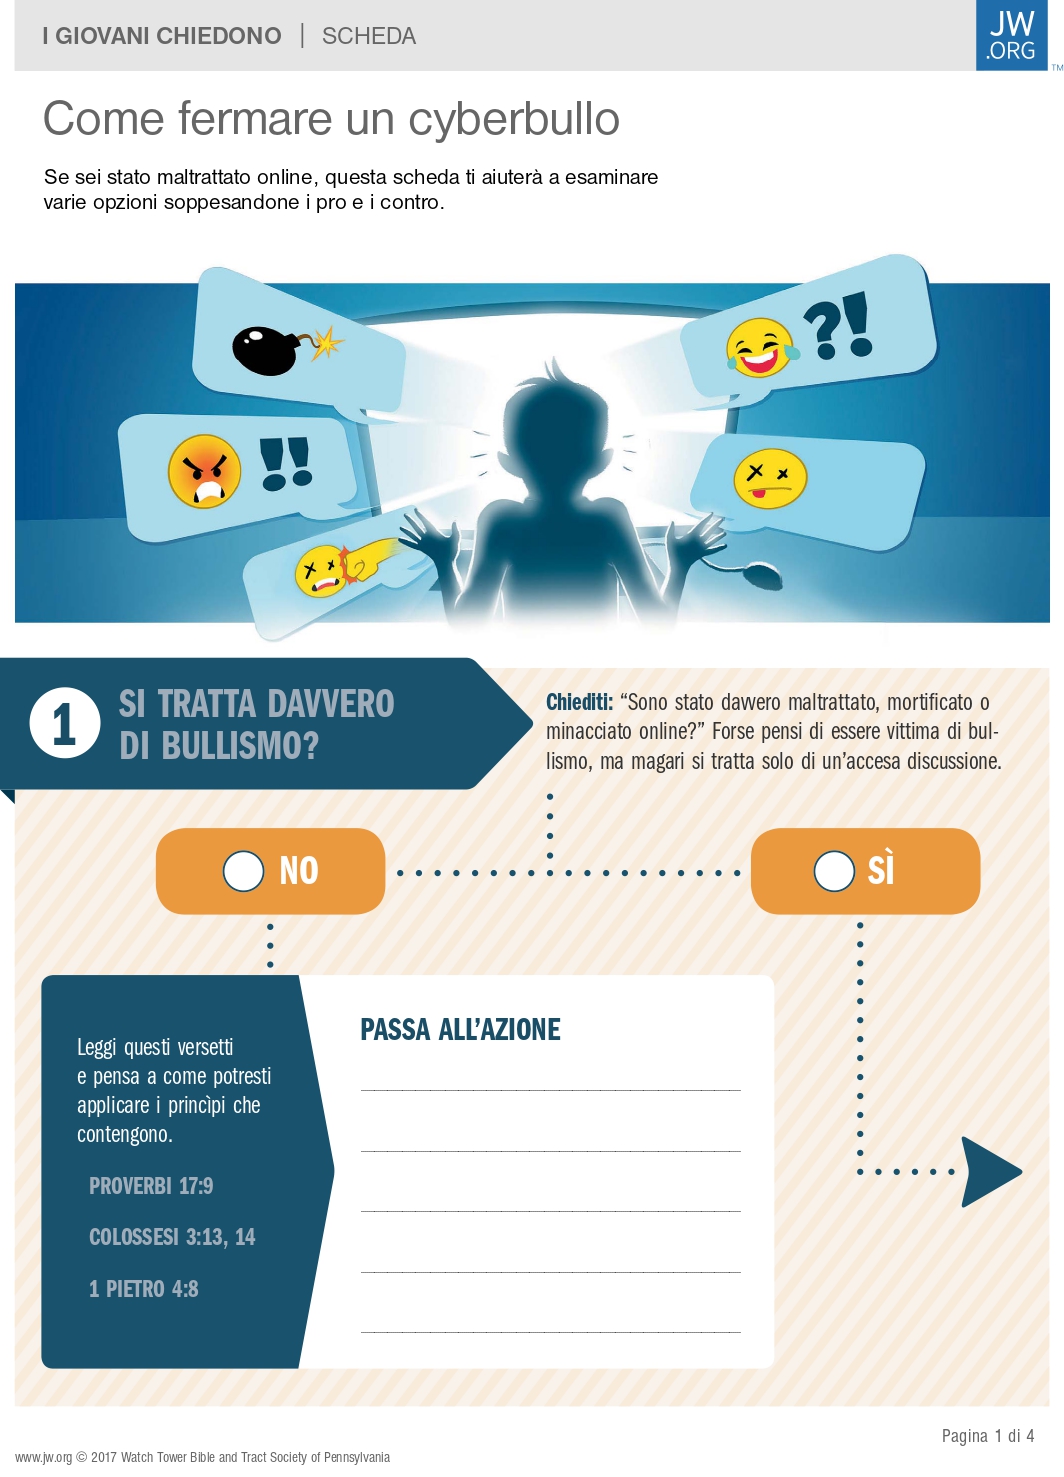 I GIOVANI CHIEDONO | SCHEDA
JW
.ORG
TM
Come fermare un cyberbullo
Se sei stato maltrattato online, questa scheda ti aiuterà a esaminare
varie opzioni soppesandone i pro e i contro.
?!
!!
1
SI TRATTA DAVVERO
DI BULLISMO?
Chiediti: “Sono stato davvero maltrattato, mortificato o
minacciato online?” Forse pensi di essere vittima di bul-
lismo, ma magari si tratta solo di un’accesa discussione.
NO
SÌ
Leggi questi versetti
e pensa a come potresti
applicare i princìpi che
contengono.
PROVERBI 17:9
COLOSSESI 3:13, 14
1 PIETRO 4:8
PASSA ALL’AZIONE
Pagina 1 di 4
www.jw.org © 2017 Watch Tower Bible and Tract Society of Pennsylvania